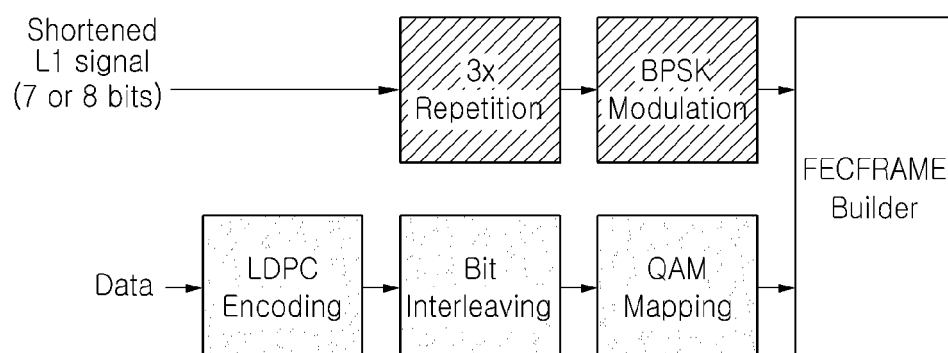 Shortened
L1 signal
(7 or 8 bits)
3x
Repetition
BPSK
Modulation
FECFRAME
Builder
Data
LDPC
Encoding
Bit
Interleaving
QAM
Mapping